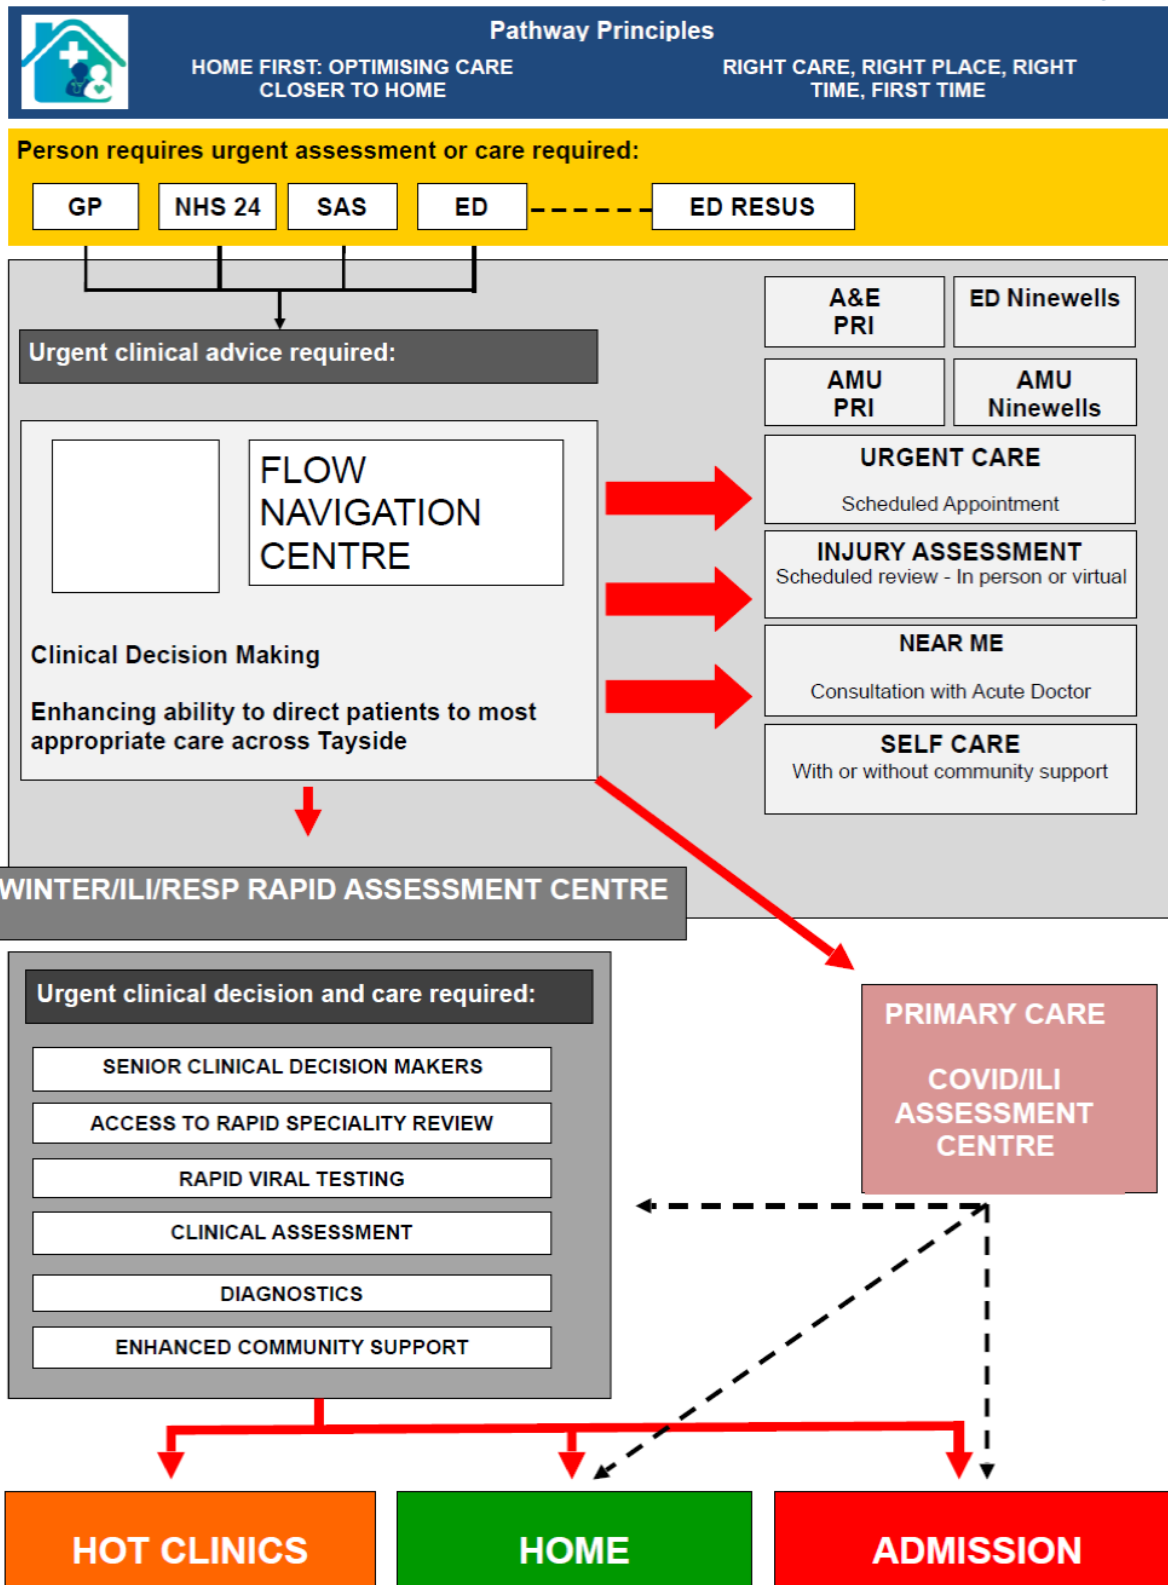 Pathway Principles
HOME FIRST: OPTIMISING CARE
CLOSER TO HOME
RIGHT CARE, RIGHT PLACE, RIGHT
TIME, FIRST TIME
Person requires urgent assessment or care required:
GP
NHS 24
SAS
ED
ED RESUS
Urgent clinical advice required:
FLOW
NAVIGATION
CENTRE
Clinical Decision Making
Enhancing ability to direct patients to most
appropriate care across Tayside
A&E
PRI
ED Ninewells
AMU
PRI
AMU
Ninewells
URGENT CARE
Scheduled Appointment
INJURY ASSESSMENT
Scheduled review - In person or virtual
NEAR ME
Consultation with Acute Doctor
SELF CARE
With or without community support
WINTER/ILI/RESP RAPID ASSESSMENT CENTRE
Urgent clinical decision and care required:
SENIOR CLINICAL DECISION MAKERS
ACCESS TO RAPID SPECIALITY REVIEW
RAPID VIRAL TESTING
CLINICAL ASSESSMENT
DIAGNOSTICS
ENHANCED COMMUNITY SUPPORT
PRIMARY CARE
COVID/ILI
ASSESSMENT
CENTRE
HOT CLINICS
HOME
ADMISSION